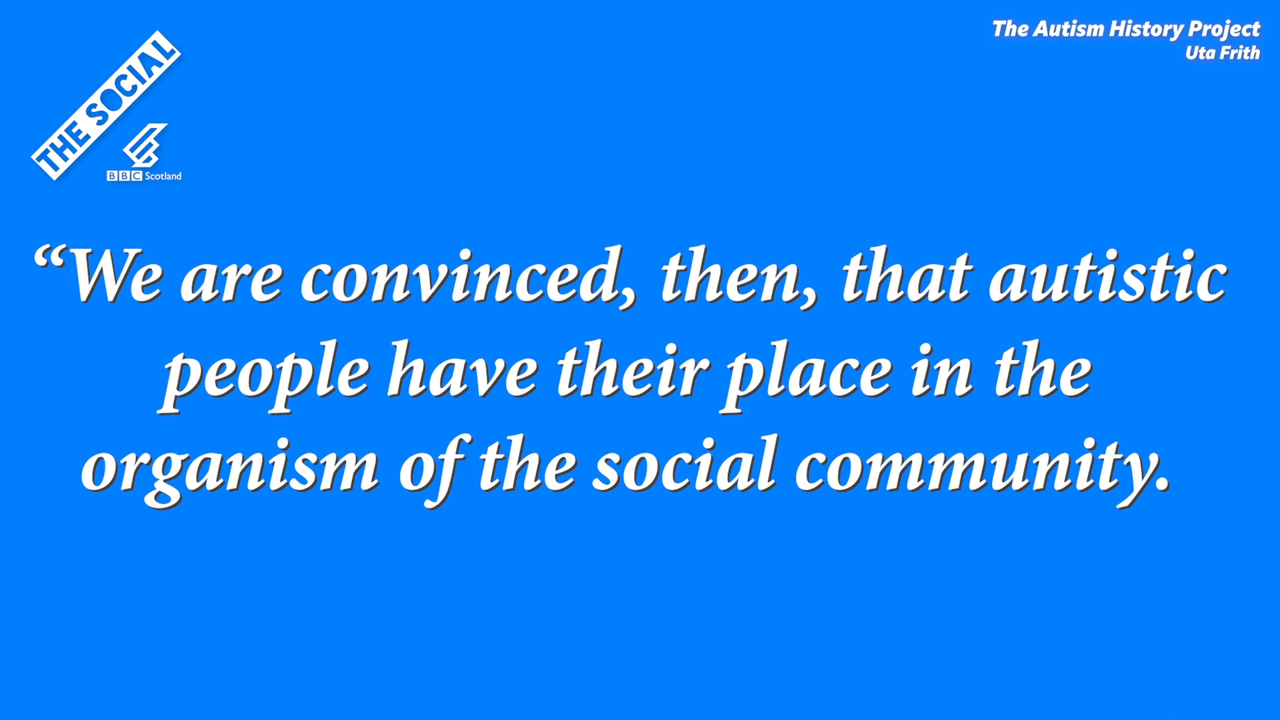 THE SOCIAL
BBC Scotland
The Autism History Project
Uta Frith
“We are convinced, then, that autistic
people have their place in the
organism of the social community.